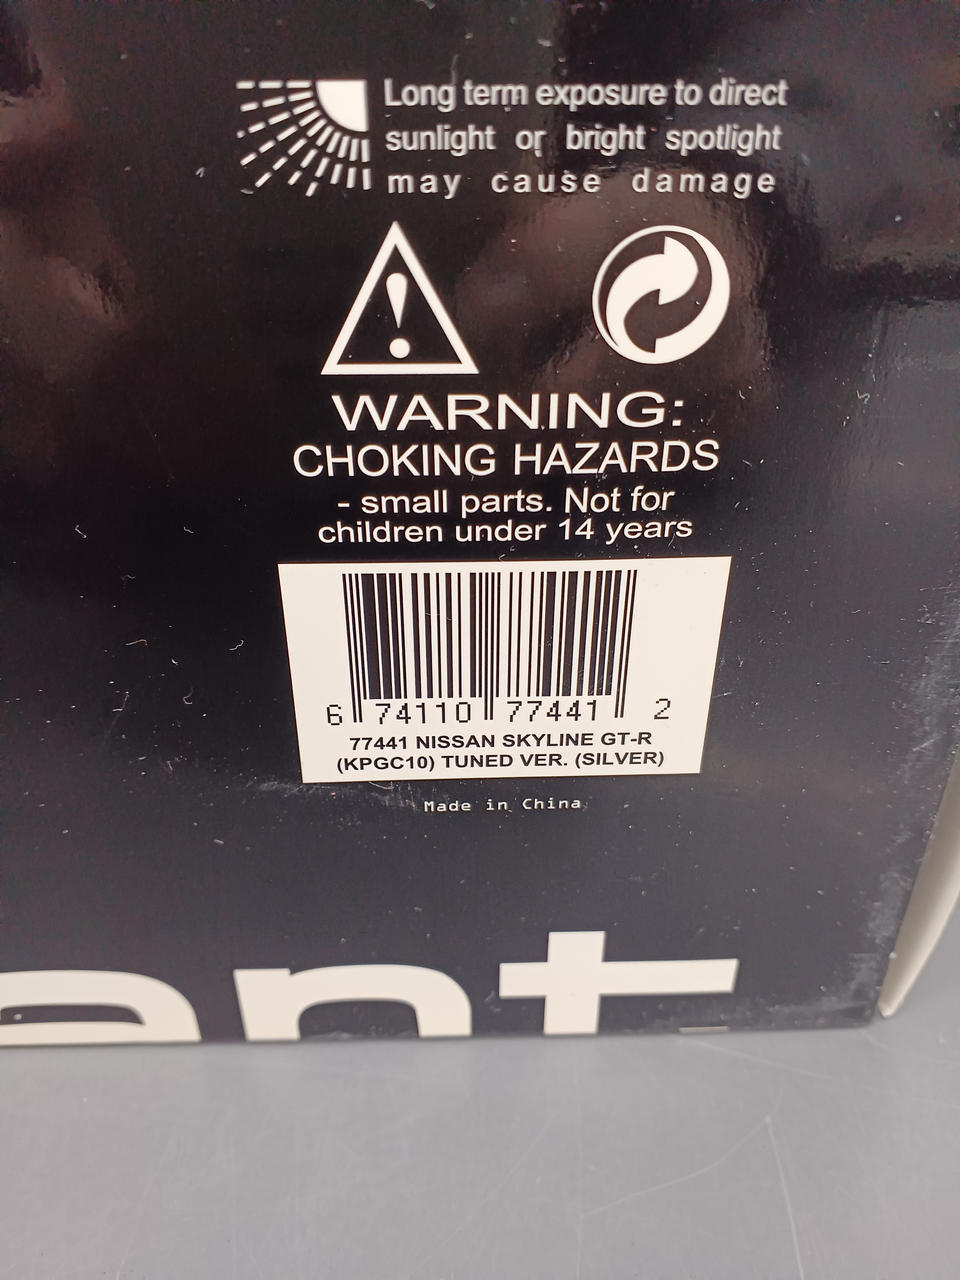 Long term exposure to direct
sunlight or bright spotlight
may cause damage
WARNING:
CHOKING HAZARDS
- small parts. Not for
children under 14 years
6 74110 77441 2
77441 NISSAN SKYLINE GT-R
(KPGC10) TUNED VER. (SILVER)
Made in China
ent